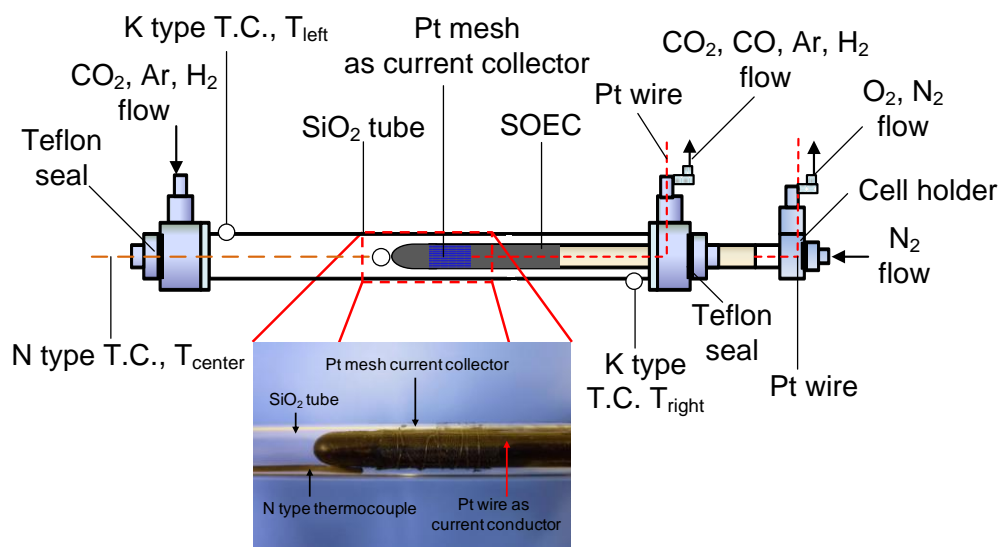 K type T.C., Tleft
CO2, Ar, H2
flow
Teflon
seal
SiO2 tube
Pt mesh
as current collector
SOEC
Pt wire
CO2, CO, Ar, H2
flow
O2, N2
flow
Cell holder
N2
flow
N type T.C., Tcenter
K type
T.C. Tright
Teflon
seal
Pt wire
Pt mesh current collector
SiO2 tube
N type thermocouple
Pt wire as
current conductor